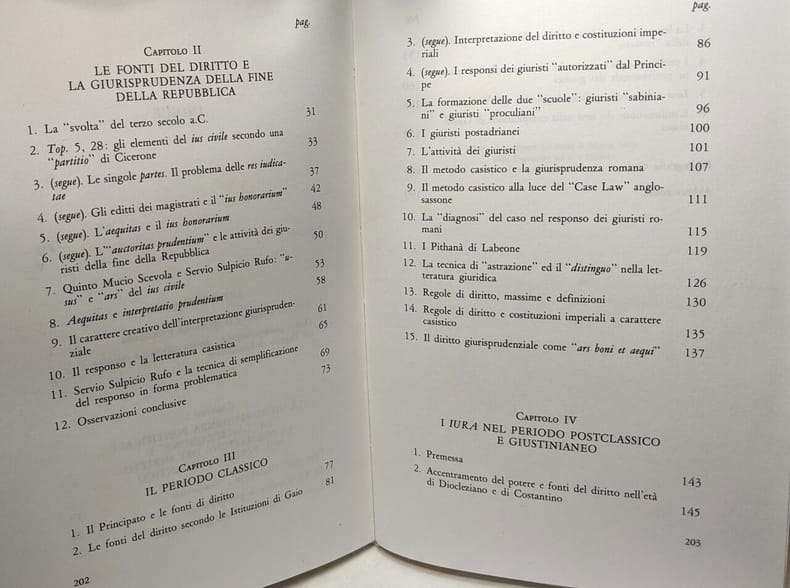 pag.
CAPITOLO II
LE FONTI DEL DIRITTO E
LA GIURISPRUDENZA DELLA FINE
DELLA REPUBBLICA
1. La "svolta" del terzo secolo a.C. 31
2. Top. 5, 28: gli elementi del ius civile secondo una
"partitio" di Cicerone 33
3. (segue). Le singole partes. Il problema delle res iudica-
tae 37
4. (segue). Gli editti dei magistrati e il "ius honorarium" 42
5. (segue). L'aequitas e il ius honorarium 48
6. (segue). L'"auctoritas prudentium" e le attività dei giu-
risti della fine della Repubblica 50
7. Quinto Mucio Scevola e Servio Sulpicio Rufo: "u-
sus" e "ars" del ius civile 53
8. Aequitas e interpretatio prudentium 58
9. Il carattere creativo dell'interpretazione giurispruden-
ziale 61
10. Il responso e la letteratura casistica 65
11. Servio Sulpicio Rufo e la tecnica di semplificazione
del responso in forma problematica 69
12. Osservazioni conclusive 73
CAPITOLO III
IL PERIODO CLASSICO
1. Il Principato e le fonti di diritto 77
2. Le fonti del diritto secondo le Istituzioni di Gaio 81
202
pag.
3. (segue). Interpretazione del diritto e costituzioni impe-
riali 86
4. (segue). I responsi dei giuristi "autorizzati" dal Princi-
pe 91
5. La formazione delle due "scuole": giuristi "sabinia-
ni" e giuristi "proculiani" 96
6. I giuristi postadrianei 100
7. L'attività dei giuristi 101
8. Il metodo casistico e la giurisprudenza romana 107
9. Il metodo casistico alla luce del "Case Law" anglo-
sassone 111
10. La "diagnosi" del caso nel responso dei giuristi ro-
mani 115
11. I Pithanà di Labeone 119
12. La tecnica di "astrazione" ed il "distinguo" nella let-
teratura giuridica 126
13. Regole di diritto, massime e definizioni 130
14. Regole di diritto e costituzioni imperiali a carattere
casistico 135
15. Il diritto giurisprudenziale come "ars boni et aequi" 137
CAPITOLO IV
I IURA NEL PERIODO POSTCLASSICO
E GIUSTINIANEO
1. Premessa 143
2. Accentramento del potere e fonti del diritto nell'età
di Diocleziano e di Costantino 145
203